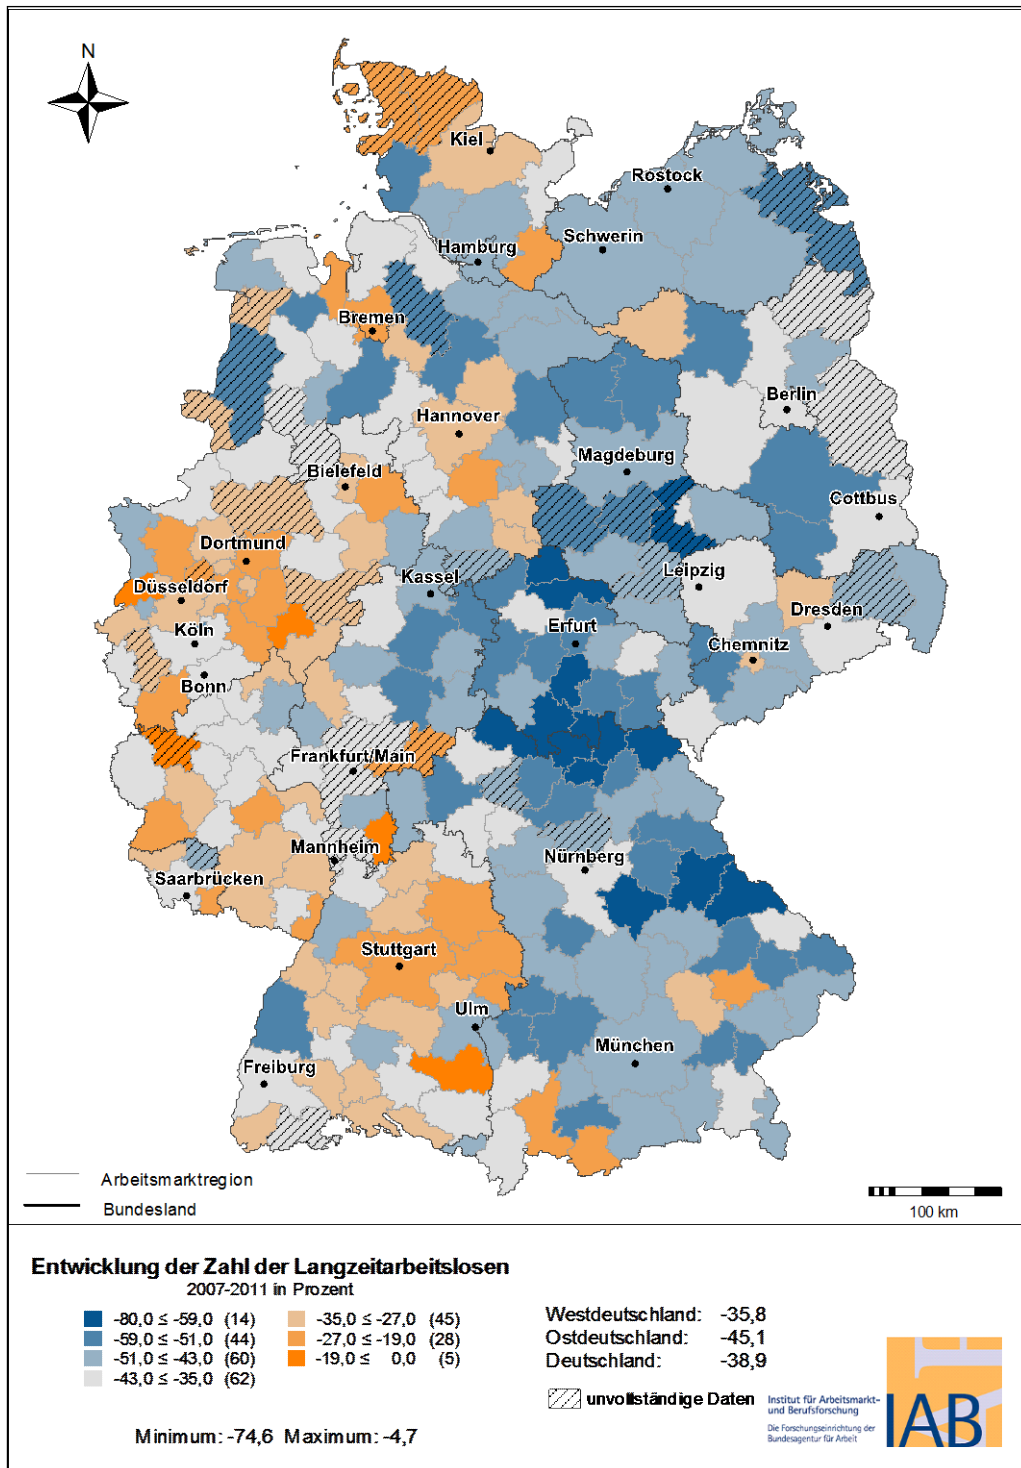 N
Kiel
Rostock
Hamburg
Schwerin
Bremen
Berlin
Hannover
Magdeburg
Bielefeld
Cottbus
Dortmund
Kassel
Leipzig
Düsseldorf
Dresden
Köln
Erfurt
Chemnitz
Bonn
Frankfurt/Main
Mannheim
Nürnberg
Saarbrücken
Stuttgart
Ulm
München
Freiburg
Arbeitsmarktregion
Bundesland
100 km
Entwicklung der Zahl der Langzeitarbeitslosen
2007-2011 in Prozent
-80,0 ≤ -59,0 (14)
-59,0 ≤ -51,0 (44)
-51,0 ≤ -43,0 (60)
-43,0 ≤ -35,0 (62)
-35,0 ≤ -27,0 (45)
-27,0 ≤ -19,0 (28)
-19,0 ≤ 0,0 (5)
Minimum: -74,6 Maximum: -4,7
Westdeutschland: -35,8
Ostdeutschland: -45,1
Deutschland: -38,9
unvollständige Daten
Institut für Arbeitsmarkt-
und Berufsforschung
Die Forschungseinrichtung der
Bundesagentur für Arbeit
IAB